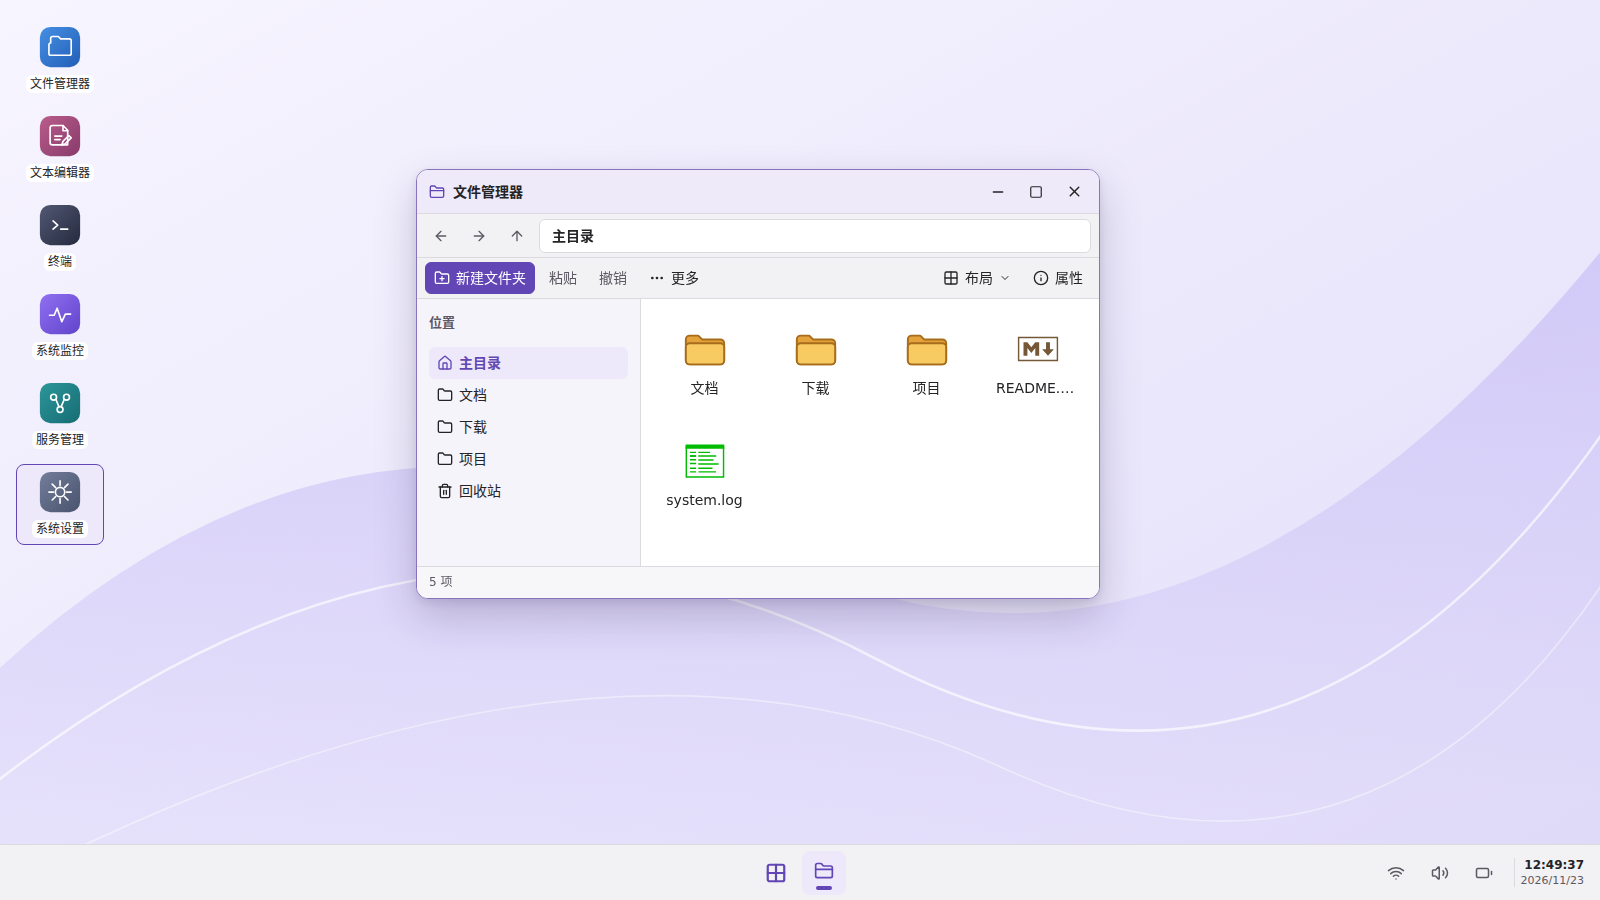 文件管理器
文本编辑器
终端
系统监控
服务管理
系统设置
文件管理器
主目录
新建文件夹 粘贴 撤销 更多 布局 属性
位置
主目录
文档
下载
项目
回收站
文档 下载 项目 README....
system.log
5 项
12:49:37
2026/11/23